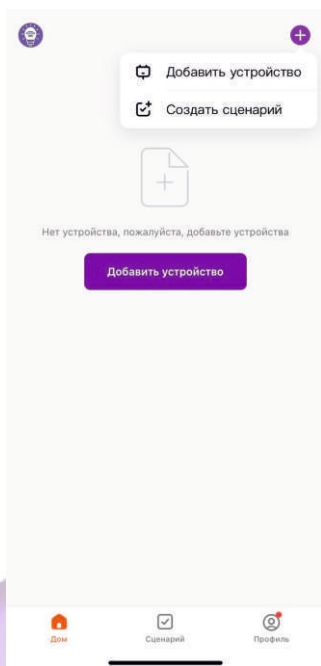 Добавить устройство
Создать сценарий
Нет устройства, пожалуйста, добавьте устройства
Добавить устройство
Дом
Сценарий
Профиль